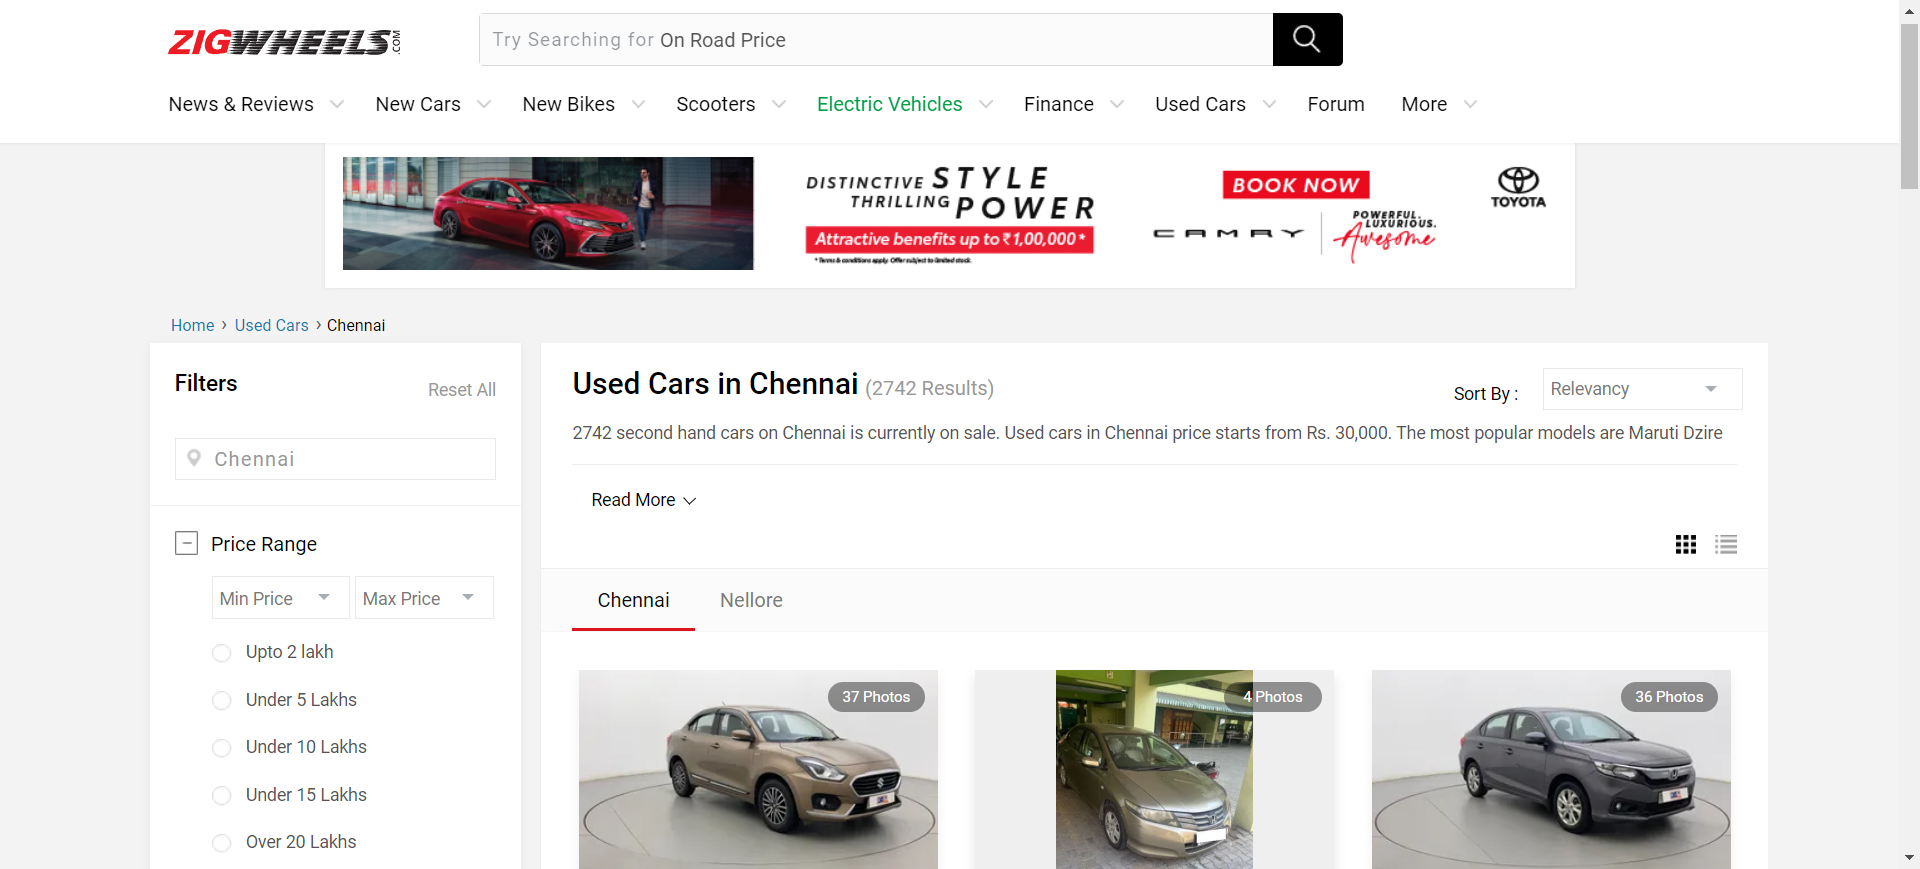 ZIGWHEELS.COM
Try Searching for On Road Price
News & Reviews New Cars New Bikes Scooters Electric Vehicles Finance Used Cars Forum More
DISTINCTIVE STYLE
THRILLING POWER
Attractive benefits up to ₹1,00,000*
*Terms & conditions apply. Offer subject to limited stock.
BOOK NOW
CAMRY
POWERFUL.
LUXURIOUS.
Awesome
TOYOTA
Home › Used Cars › Chennai
Filters
Reset All
Chennai
Price Range
Min Price Max Price
Upto 2 lakh
Under 5 Lakhs
Under 10 Lakhs
Under 15 Lakhs
Over 20 Lakhs
Used Cars in Chennai (2742 Results)
Sort By : Relevancy
2742 second hand cars on Chennai is currently on sale. Used cars in Chennai price starts from Rs. 30,000. The most popular models are Maruti Dzire
Read More
Chennai Nellore
37 Photos
4 Photos
36 Photos